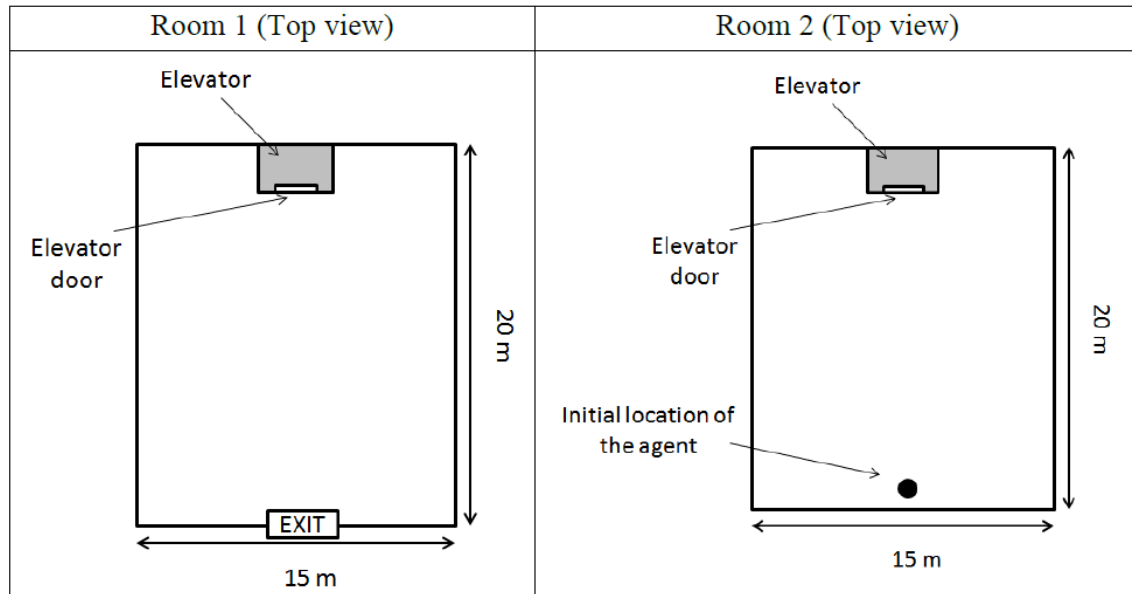 Room 1 (Top view)
Elevator
Elevator
door
20 m
EXIT
15 m
Room 2 (Top view)
Elevator
Elevator
door
20 m
Initial location of
the agent
15 m